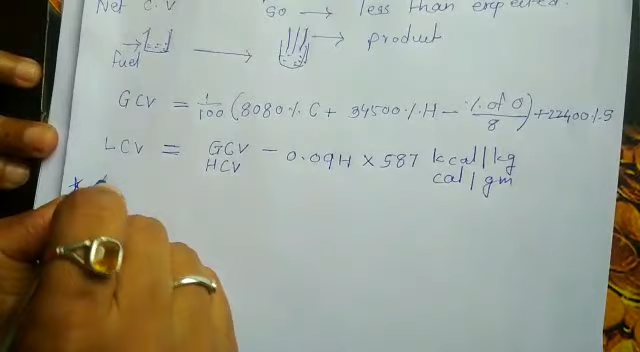 Net C.V
so → less than expected.
→ fuel → → product
GCV = 1/100 (8080 % C + 34500 % H - % of O / 8) + 22400 % S
LCV = GCV - 0.09H × 587 kcal/kg
HCV cal/gm
*